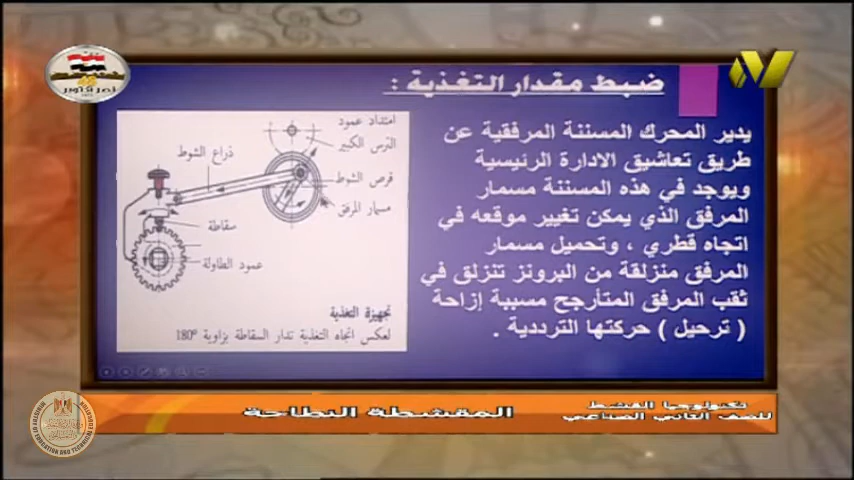 ضبط مقدار التغذية :
يدير المحرك المسننة المرفقية عن
طريق تعاشيق الادارة الرئيسية
ويوجد في هذه المسننة مسمار
المرفق الذي يمكن تغيير موقعه في
اتجاه قطري ، وتحميل مسمار
المرفق منزلقة من البرونز تنزلق في
ثقب المرفق المتأرجح مسببة إزاحة
( ترحيل ) حركتها الترددية .
امتداد عمود
الترس الكبير
ذراع الشوط
قرص الشوط
مسمار المرفق
سقاطة
عمود الطاولة
تجهيزة التغذية
لعكس اتجاه التغذية تدار السقاطة بزاوية 180°
تكنولوجيا القشط
للصف الثاني الصناعي
المقشطة النطاحة
نصر أكتوبر